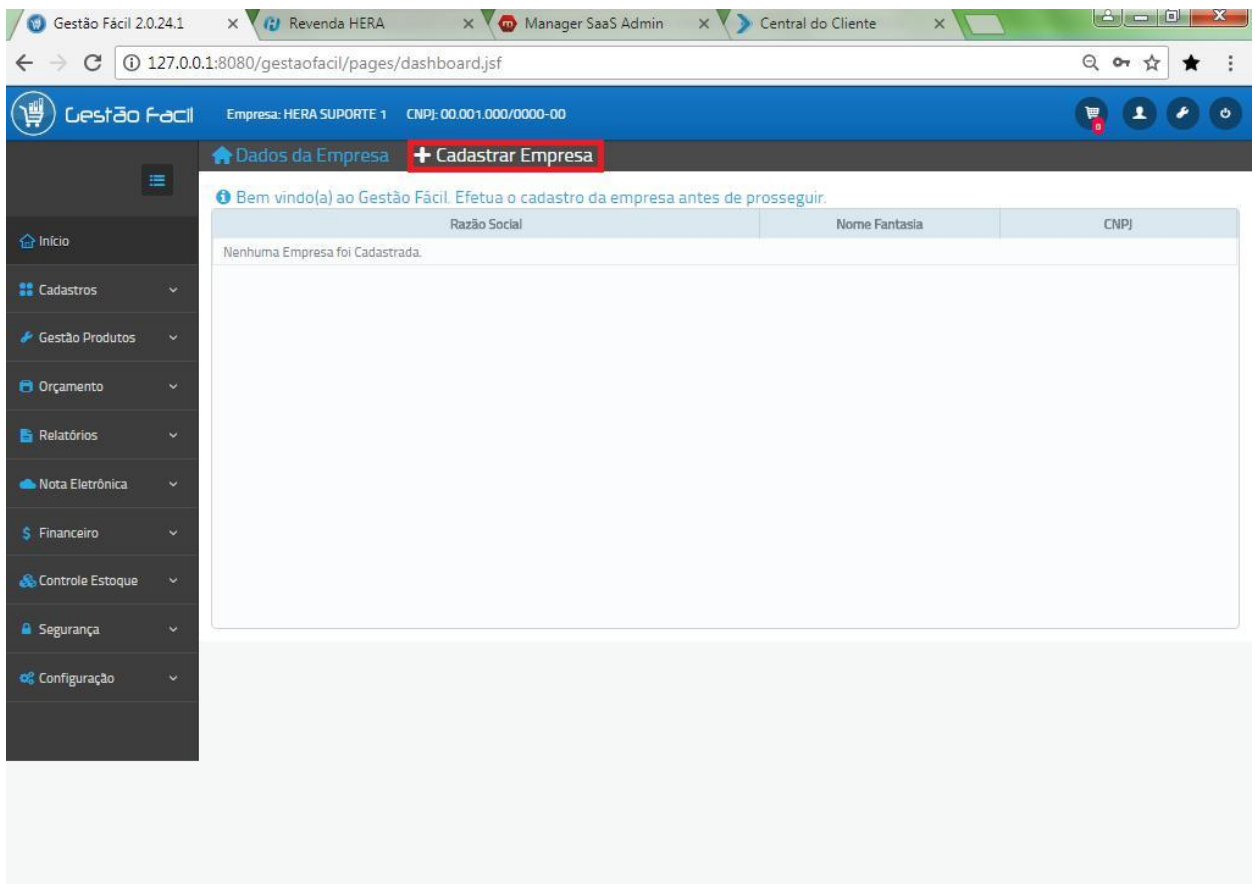 Gestão Fácil 2.0.24.1 Revenda HERA Manager SaaS Admin Central do Cliente
127.0.0.1:8080/gestaofacil/pages/dashboard.jsf
Gestão Facil Empresa: HERA SUPORTE 1 CNPJ: 00.001.000/0000-00 0
Dados da Empresa Cadastrar Empresa
Bem vindo(a) ao Gestão Fácil. Efetua o cadastro da empresa antes de prosseguir.
Razão Social Nome Fantasia CNPJ
Nenhuma Empresa foi Cadastrada.
Início
Cadastros
Gestão Produtos
Orçamento
Relatórios
Nota Eletrônica
$ Financeiro
Controle Estoque
Segurança
Configuração